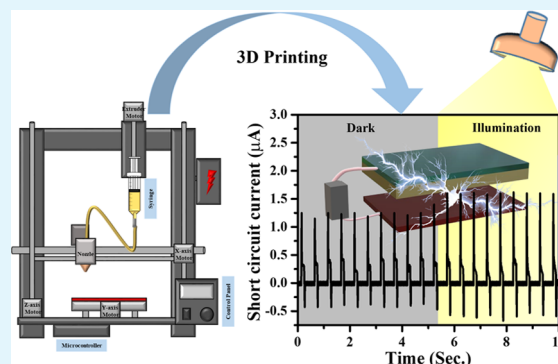 3D Printing
Extruder
Motor
Syringe
Nozzle
X-axis
Motor
Z-axis
Motor
Y-axis
Motor
Control Panel
Microcontroller
Short circuit current (µA)
3.0
2.5
2.0
1.5
1.0
0.5
0.0
-0.5
Dark
Illumination
0
2
4
6
8
10
Time (Sec.)